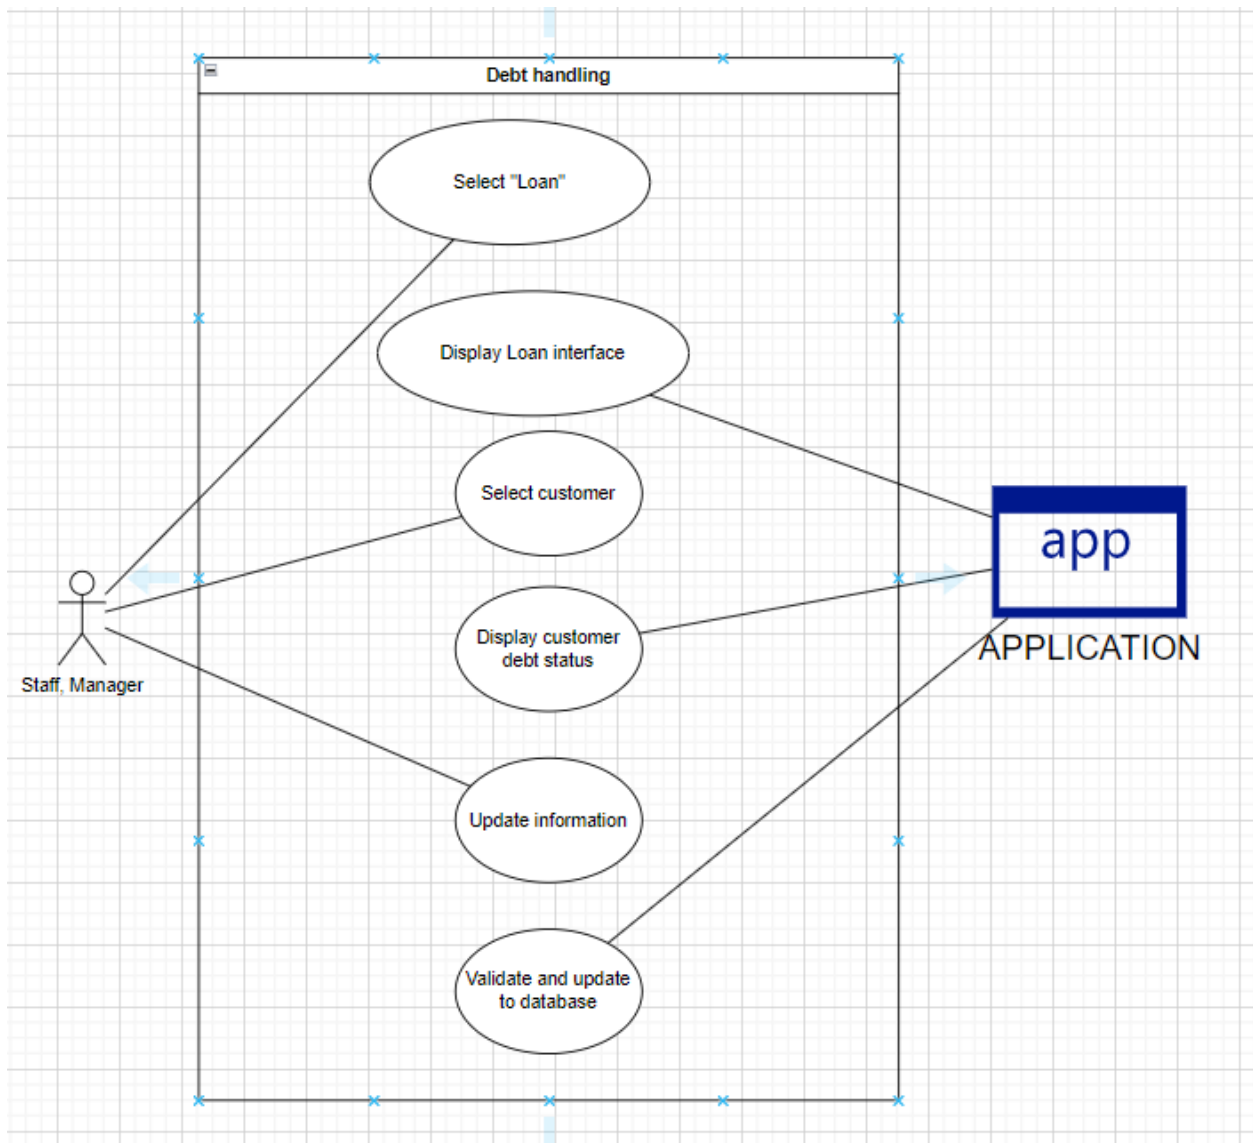 Debt handling
Select "Loan"
Display Loan interface
Select customer
app
APPLICATION
Display customer
debt status
Staff, Manager
Update information
Validate and update
to database